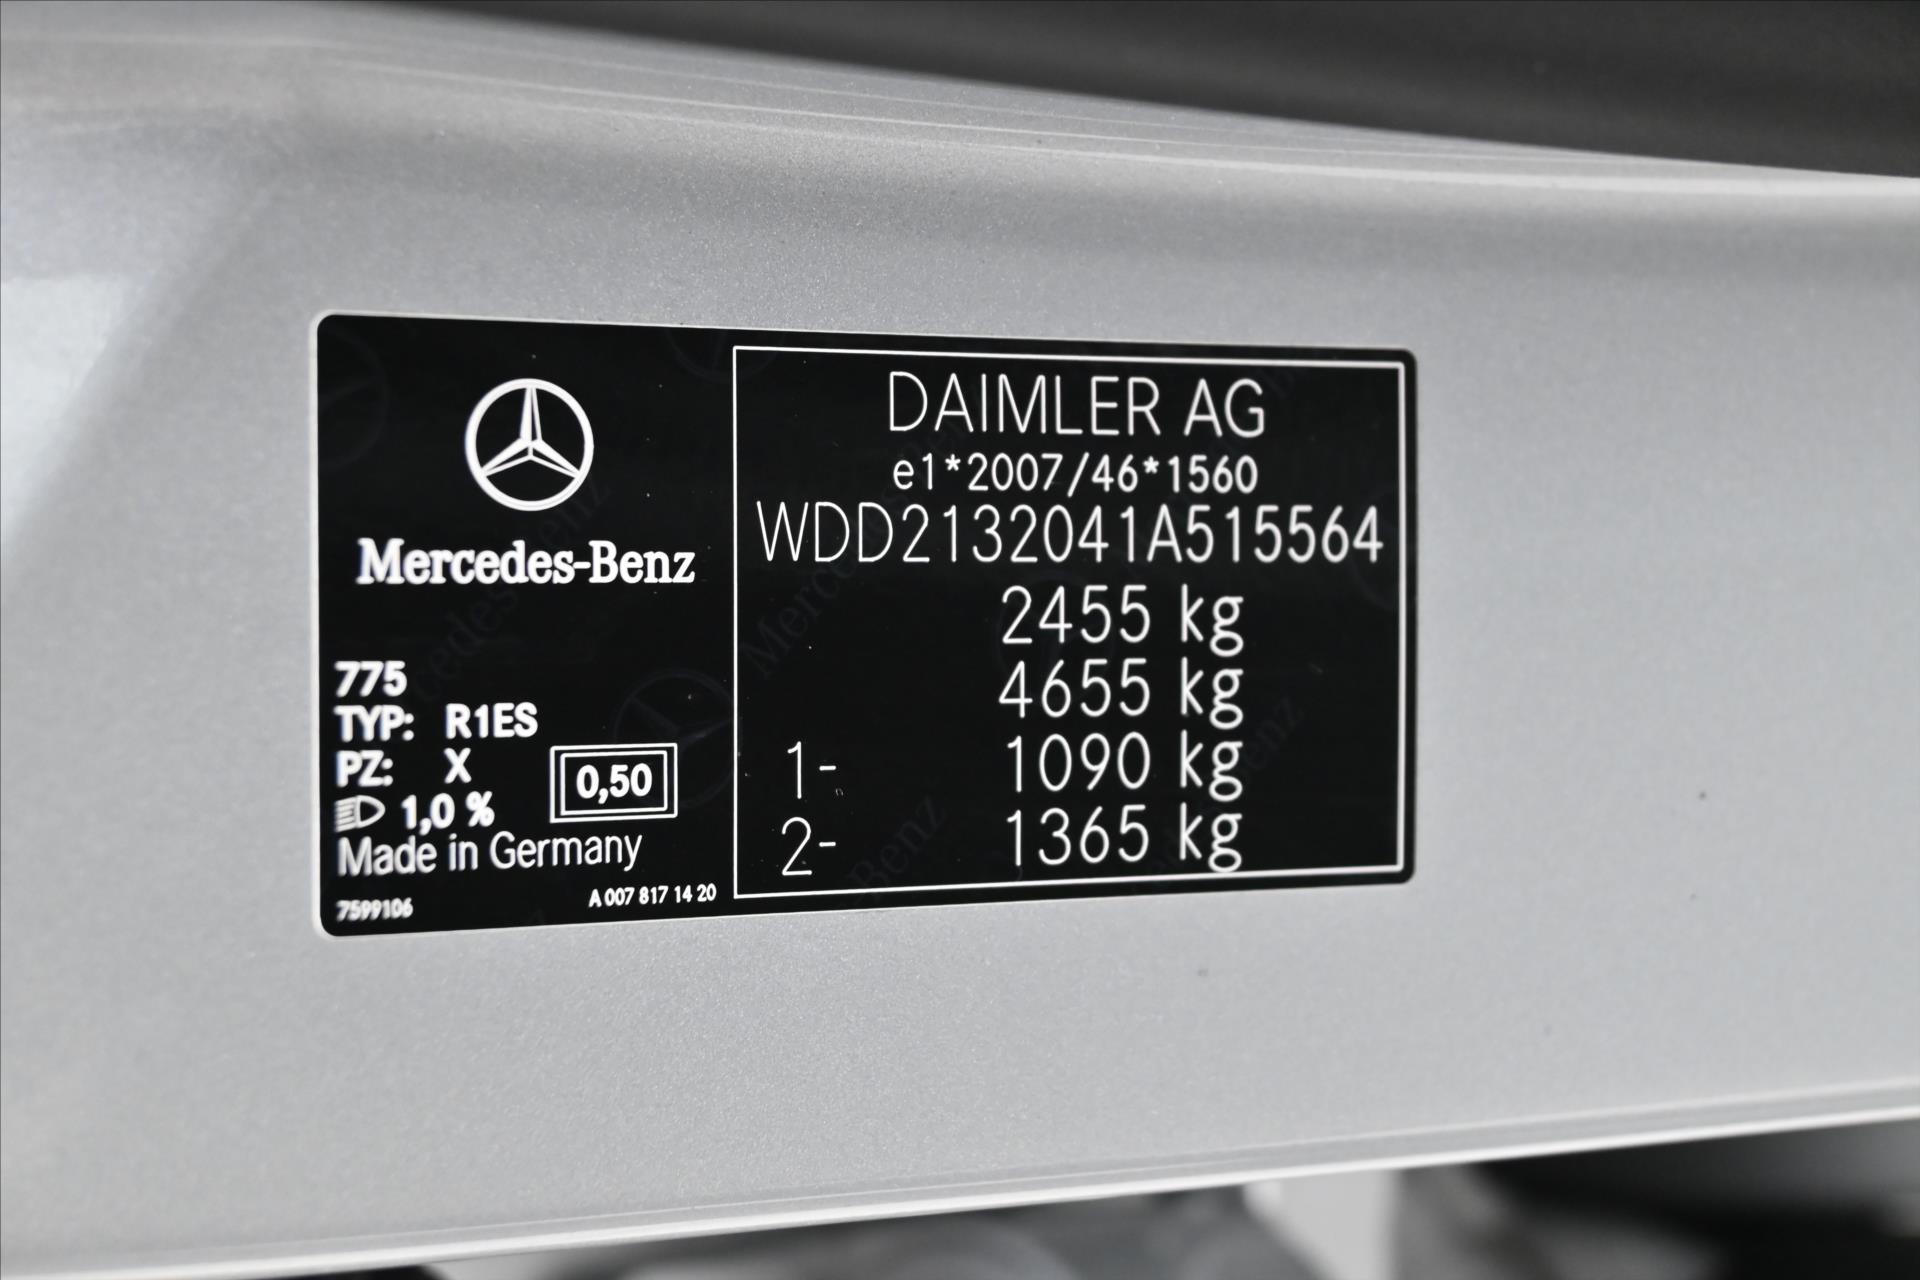 Mercedes-Benz
775
TYP: R1ES
PZ: X
1,0 %
0,50
Made in Germany
7599106
A 007 817 14 20
DAIMLER AG
e1*2007/46*1560
WDD2132041A515564
2455 kg
4655 kg
1- 1090 kg
2- 1365 kg